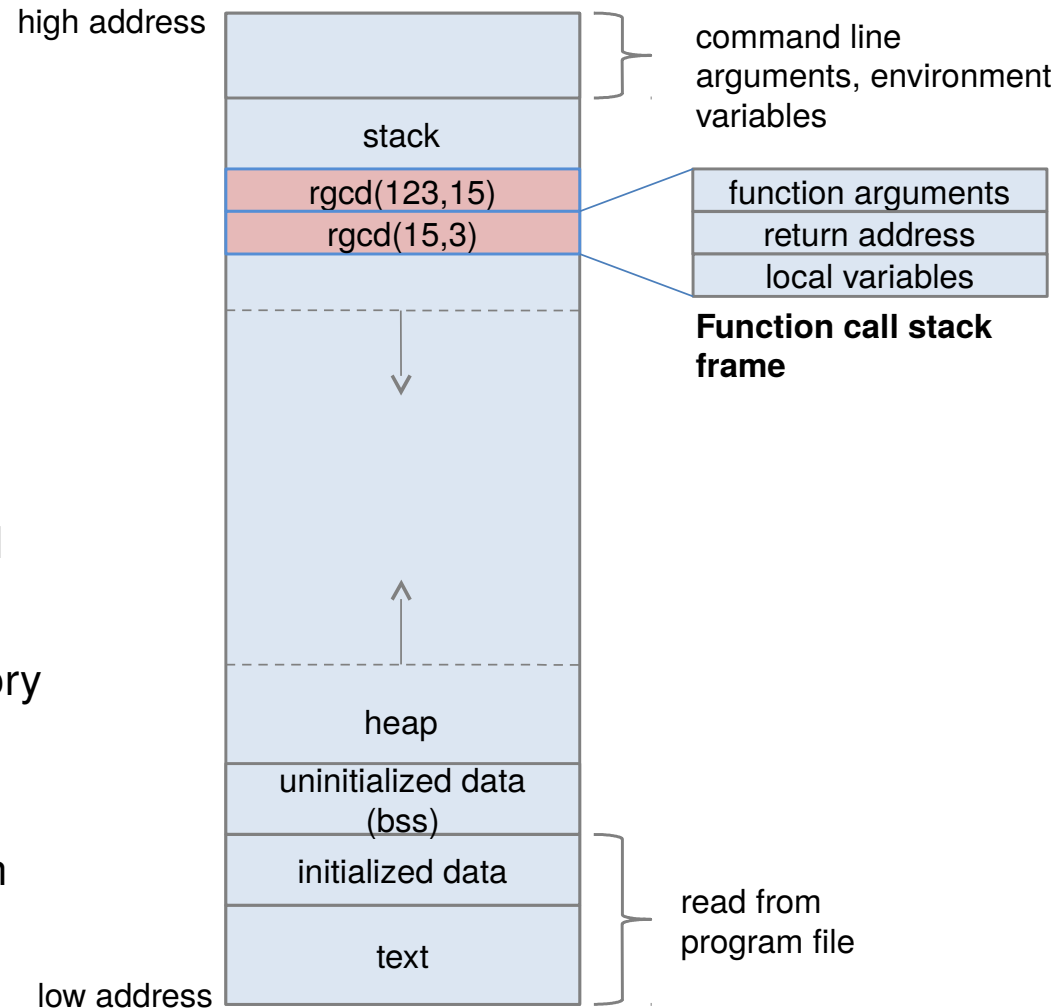 high address
command line
arguments, environment
variables
stack
rgcd(123,15)
rgcd(15,3)
function arguments
return address
local variables
Function call stack
frame
heap
uninitialized data
(bss)
initialized data
text
read from
program file
low address